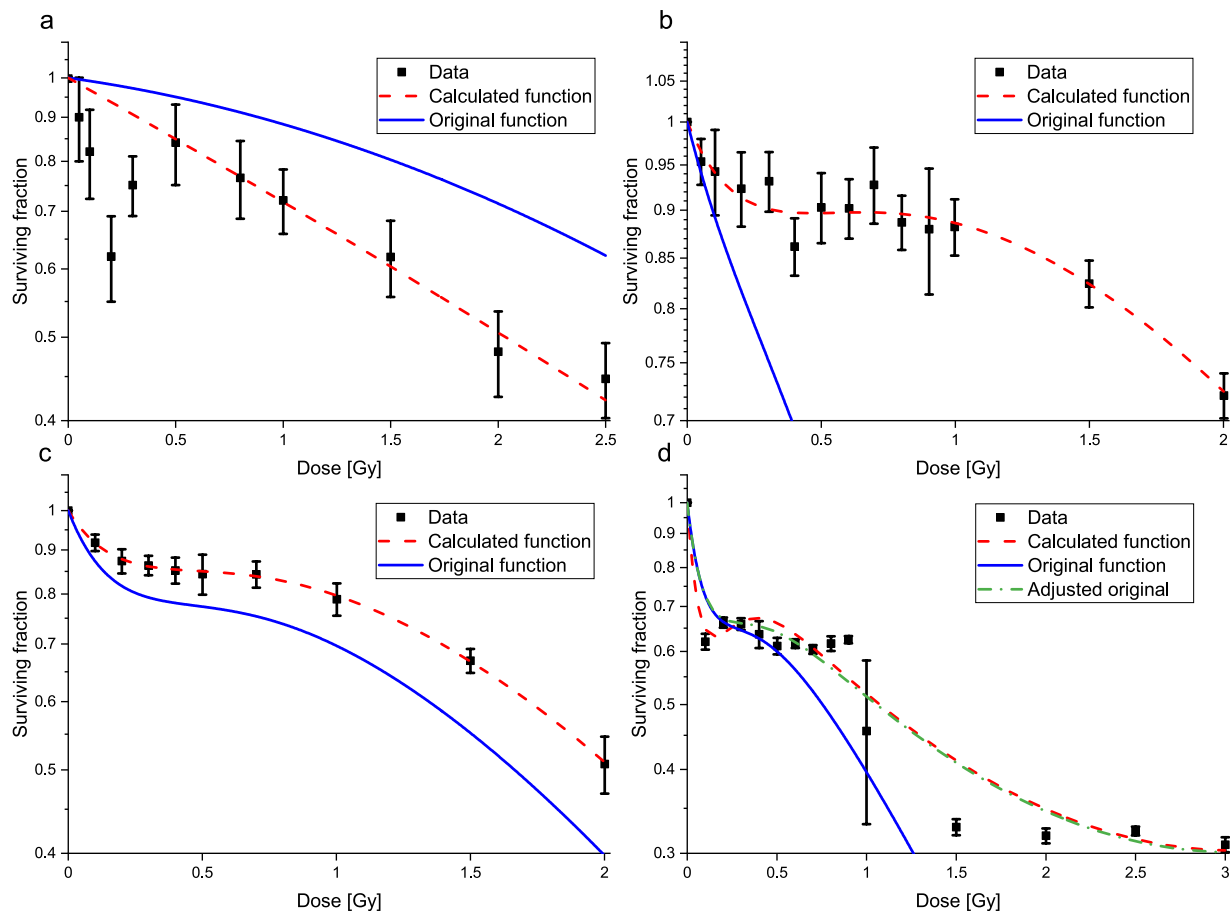 a
Surviving fraction
1
0.9
0.8
0.7
0.6
0.5
0.4
0
0.5
1
1.5
2
2.5
Dose [Gy]
Data
Calculated function
Original function
b
Surviving fraction
1.05
1
0.95
0.9
0.85
0.8
0.75
0.7
0
0.5
1
1.5
2
Dose [Gy]
Data
Calculated function
Original function
c
Surviving fraction
1
0.9
0.8
0.7
0.6
0.5
0.4
0
0.5
1
1.5
2
Dose [Gy]
Data
Calculated function
Original function
d
Surviving fraction
1
0.9
0.8
0.7
0.6
0.5
0.4
0.3
0
0.5
1
1.5
2
2.5
3
Dose [Gy]
Data
Calculated function
Original function
Adjusted original